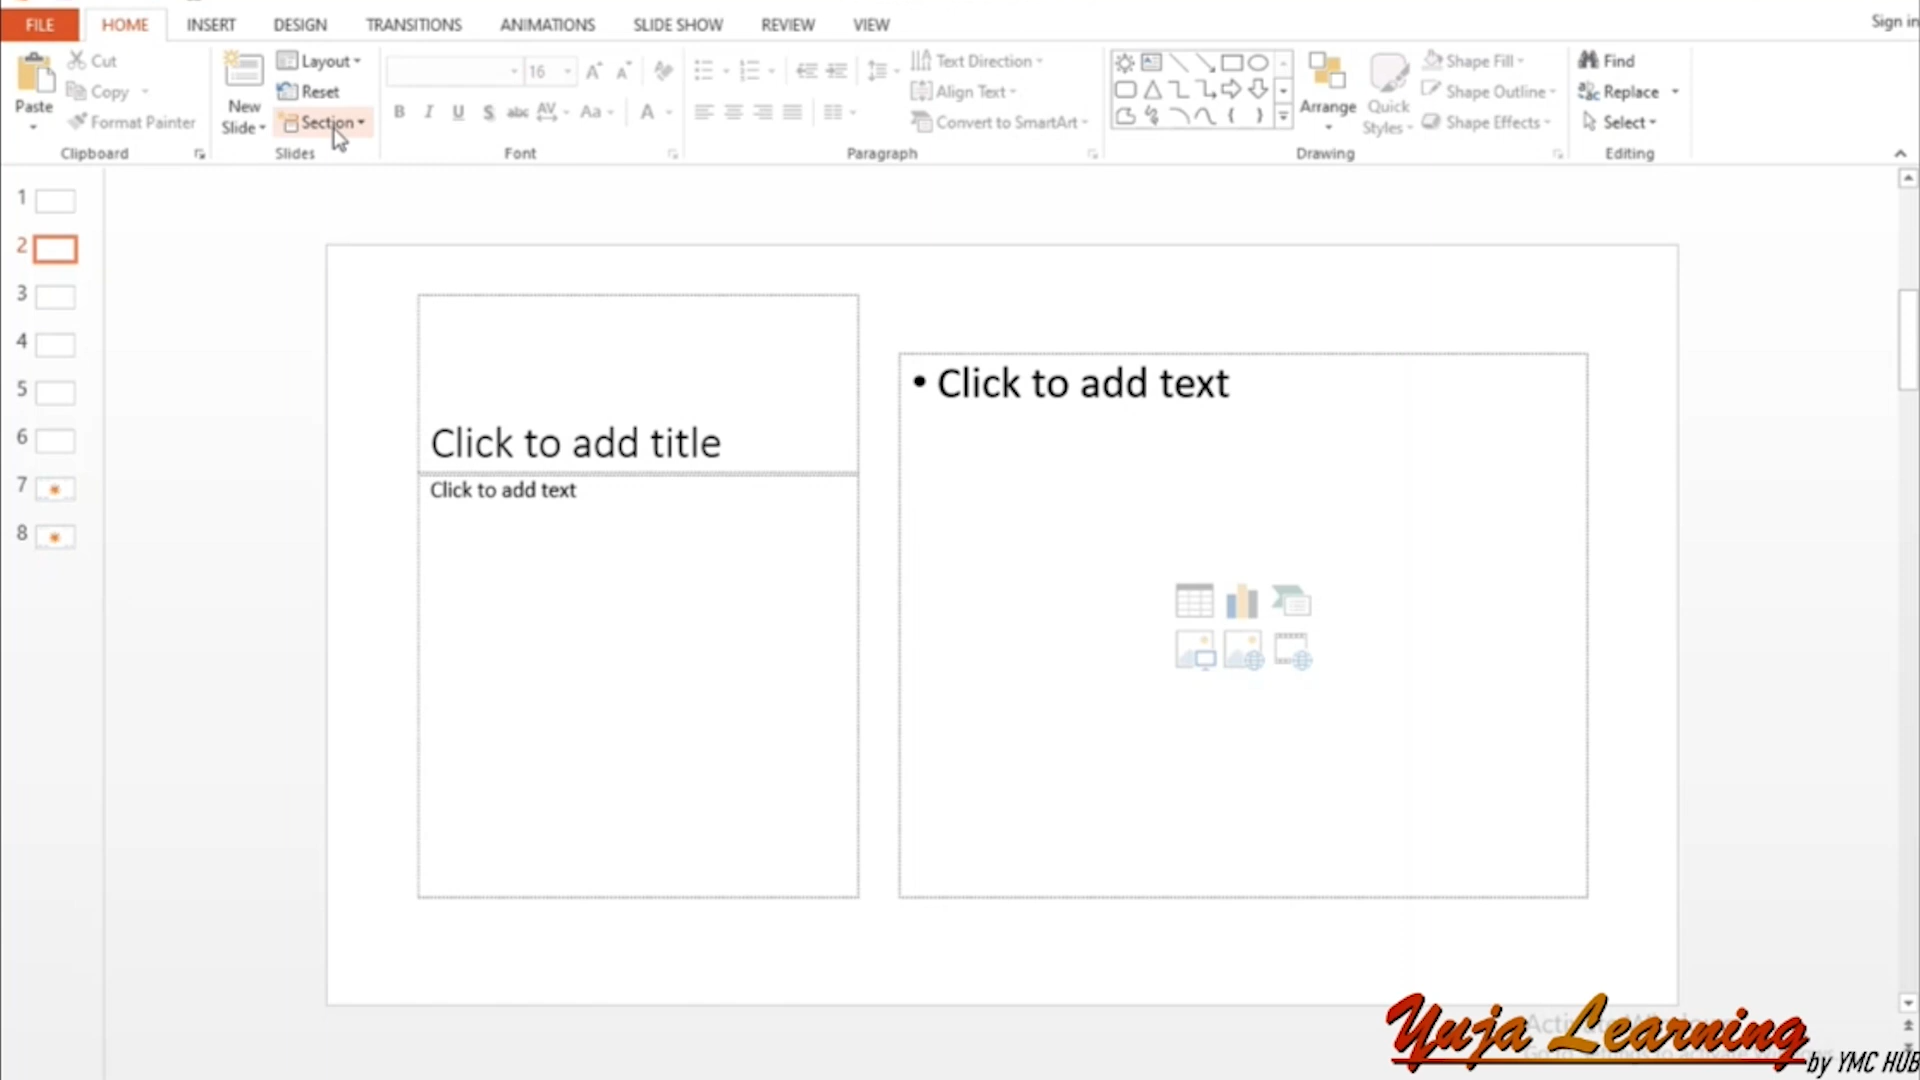 FILE HOME INSERT DESIGN TRANSITIONS ANIMATIONS SLIDE SHOW REVIEW VIEW Sign in
Paste
Cut
Copy
Format Painter
Clipboard
New
Slide
Layout
Reset
Section
Slides
16
B I U S abc AV Aa A
Font
Text Direction
Align Text
Convert to SmartArt
Paragraph
Arrange
Quick
Styles
Shape Fill
Shape Outline
Shape Effects
Drawing
Find
Replace
Select
Editing
1
2
3
4
5
6
7
8
Click to add title
Click to add text
• Click to add text
Yuja Learning
by YMC HUB